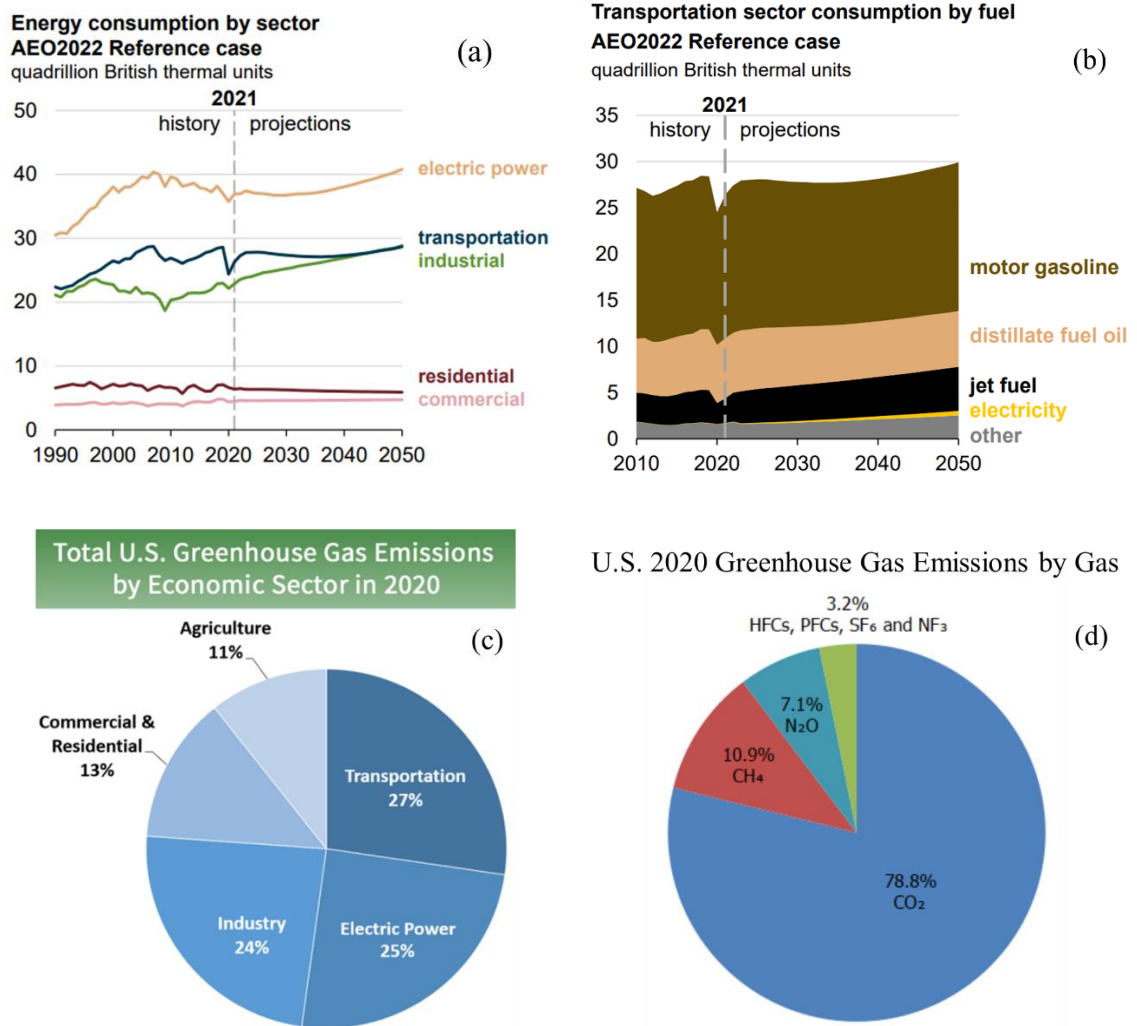 Energy consumption by sector
AEO2022 Reference case
quadrillion British thermal units
(a)
2021
history projections
50
40
30
20
10
0
electric power
transportation
industrial
residential
commercial
1990 2000 2010 2020 2030 2040 2050
Transportation sector consumption by fuel
AEO2022 Reference case
quadrillion British thermal units
(b)
2021
history projections
35
30
25
20
15
10
5
0
motor gasoline
distillate fuel oil
jet fuel
electricity
other
2010 2020 2030 2040 2050
Total U.S. Greenhouse Gas Emissions
by Economic Sector in 2020
(c)
Agriculture
11%
Commercial &
Residential
13%
Transportation
27%
Industry
24%
Electric Power
25%
U.S. 2020 Greenhouse Gas Emissions by Gas
(d)
3.2%
HFCs, PFCs, SF₆ and NF₃
7.1%
N₂O
10.9%
CH₄
78.8%
CO₂